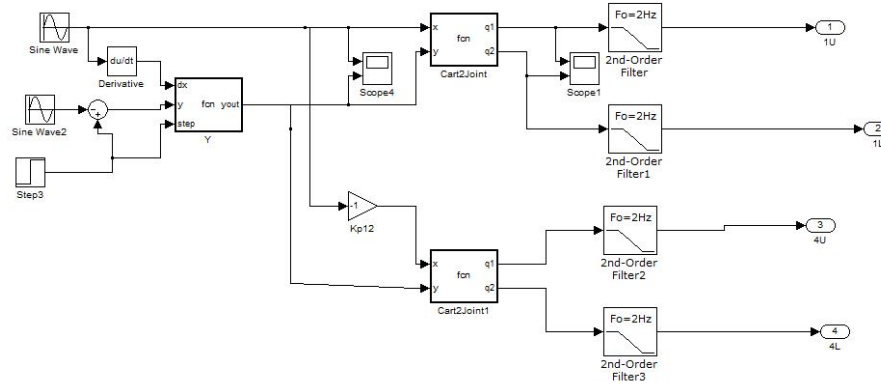 Sine Wave
du/dt
Derivative
Sine Wave2
-
+
Step3
dx
y
step
fcn
yout
Y
Scope4
x
y
fcn
q1
q2
Cart2Joint
Scope1
Fo=2Hz
2nd-Order
Filter
1
1U
Fo=2Hz
2nd-Order
Filter1
2
1L
-1
Kp12
x
y
fcn
q1
q2
Cart2Joint1
Fo=2Hz
2nd-Order
Filter2
3
4U
Fo=2Hz
2nd-Order
Filter3
4
4L